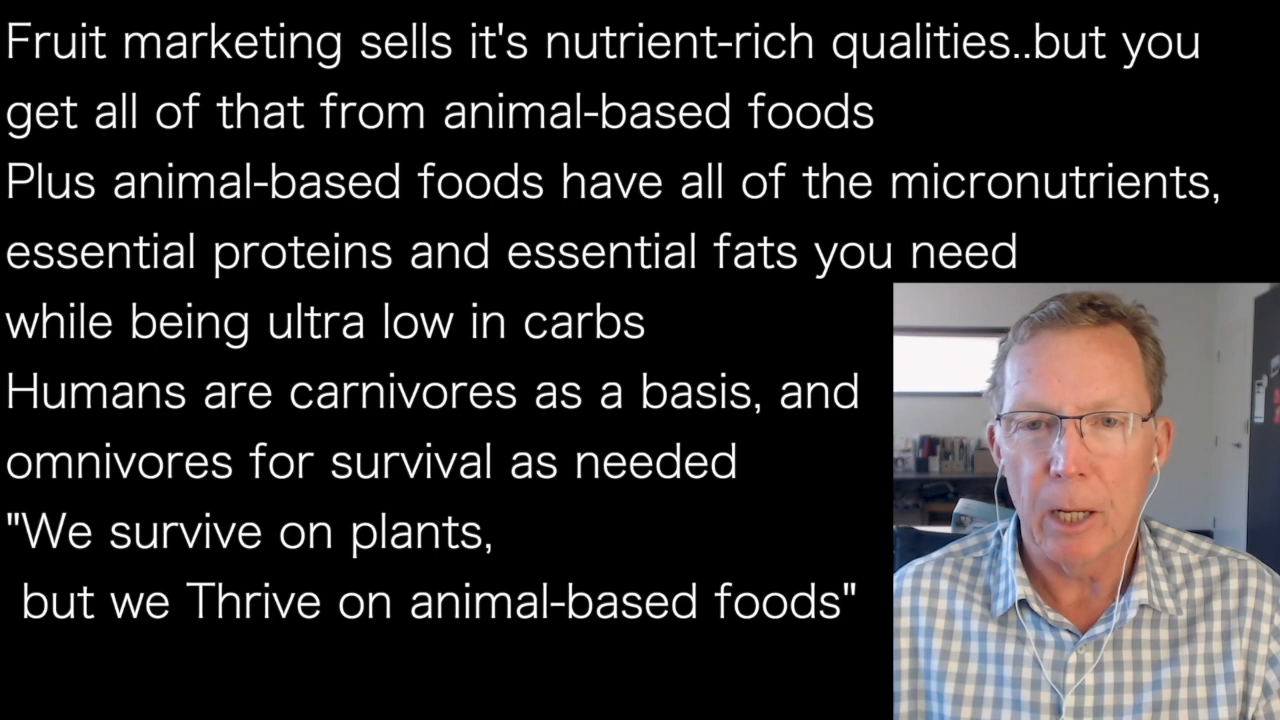 Fruit marketing sells it's nutrient-rich qualities..but you
get all of that from animal-based foods
Plus animal-based foods have all of the micronutrients,
essential proteins and essential fats you need
while being ultra low in carbs
Humans are carnivores as a basis, and
omnivores for survival as needed
"We survive on plants,
but we Thrive on animal-based foods"